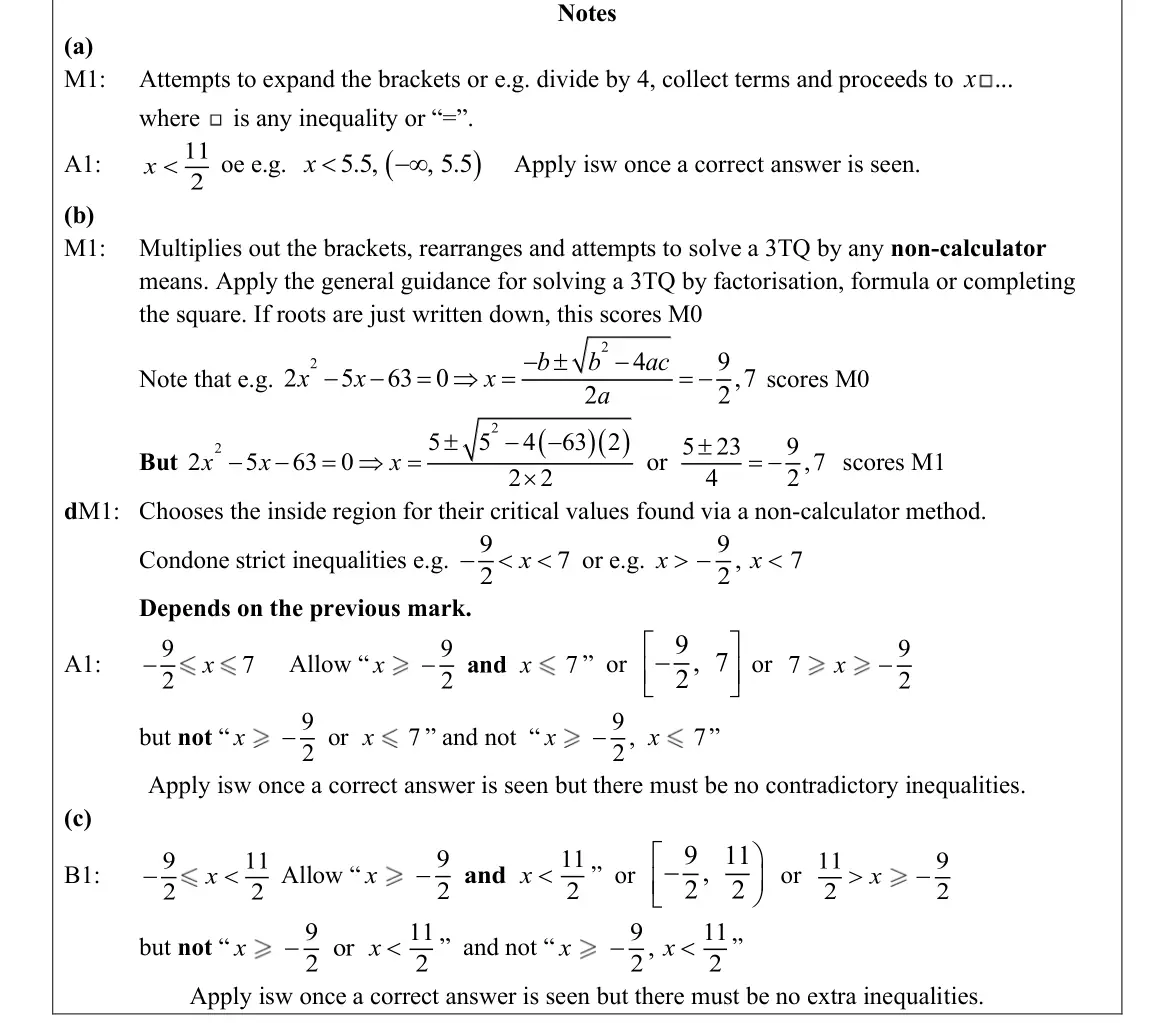 Notes
(a)
M1: Attempts to expand the brackets or e.g. divide by 4, collect terms and proceeds to x□...
where □ is any inequality or “=”.
A1: x < 11/2 oe e.g. x < 5.5, (−∞, 5.5) Apply isw once a correct answer is seen.
(b)
M1: Multiplies out the brackets, rearranges and attempts to solve a 3TQ by any non-calculator
means. Apply the general guidance for solving a 3TQ by factorisation, formula or completing
the square. If roots are just written down, this scores M0
Note that e.g. 2x² − 5x − 63 = 0 ⇒ x = (−b ± √(b² − 4ac))/2a = −9/2, 7 scores M0
But 2x² − 5x − 63 = 0 ⇒ x = (5 ± √(5² − 4(−63)(2)))/(2×2) or (5 ± 23)/4 = −9/2, 7 scores M1
dM1: Chooses the inside region for their critical values found via a non-calculator method.
Condone strict inequalities e.g. −9/2 < x < 7 or e.g. x > −9/2, x < 7
Depends on the previous mark.
A1: −9/2 ⩽ x ⩽ 7 Allow “x ⩾ −9/2 and x ⩽ 7” or [−9/2, 7] or 7 ⩾ x ⩾ −9/2
but not “x ⩾ −9/2 or x ⩽ 7” and not “x ⩾ −9/2, x ⩽ 7”
Apply isw once a correct answer is seen but there must be no contradictory inequalities.
(c)
B1: −9/2 ⩽ x < 11/2 Allow “x ⩾ −9/2 and x < 11/2” or [−9/2, 11/2) or 11/2 > x ⩾ −9/2
but not “x ⩾ −9/2 or x < 11/2” and not “x ⩾ −9/2, x < 11/2”
Apply isw once a correct answer is seen but there must be no extra inequalities.